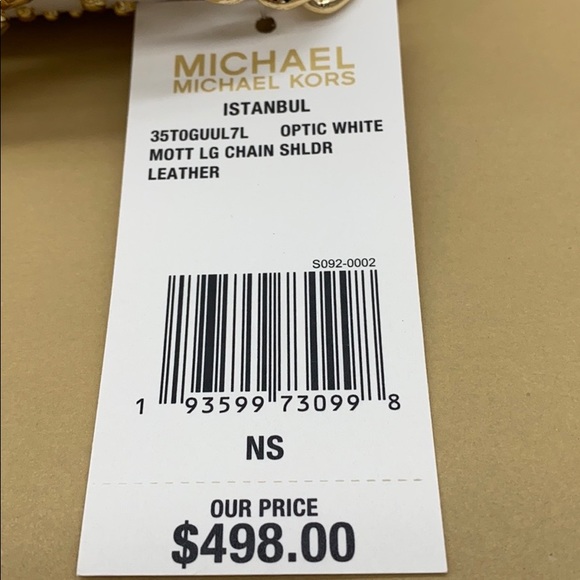 MICHAEL
MICHAEL KORS
ISTANBUL
35T0GUUL7L OPTIC WHITE
MOTT LG CHAIN SHLDR
LEATHER
S092-0002
1 93599 73099 8
NS
OUR PRICE
$498.00